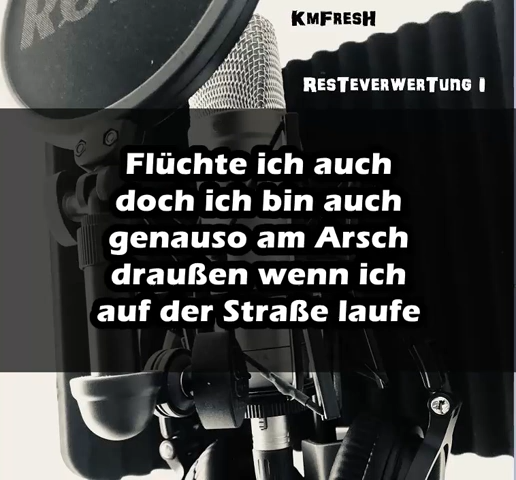 KmFresH
ResTeverwerTung I
Flüchte ich auch
doch ich bin auch
genauso am Arsch
draußen wenn ich
auf der Straße laufe